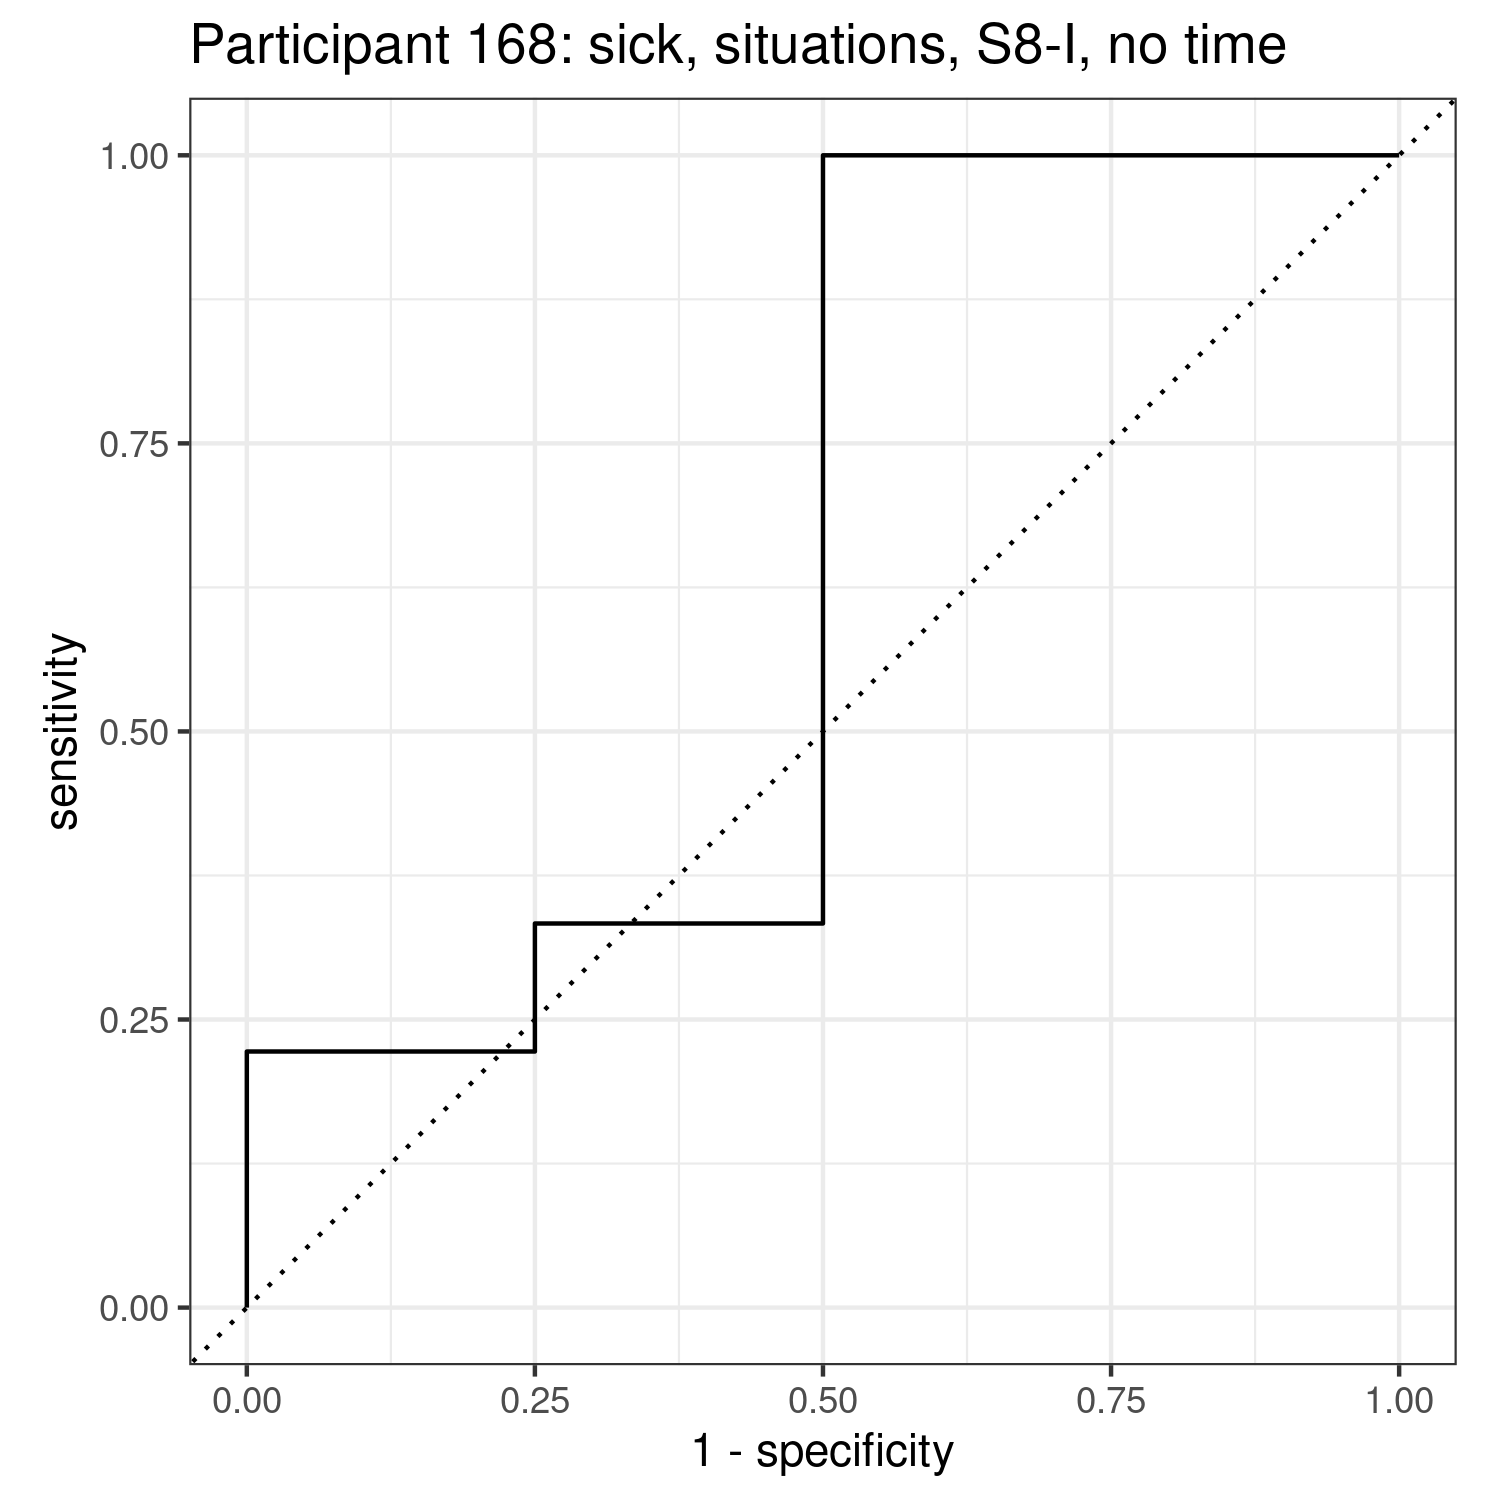 Participant 168: sick, situations, S8-I, no time
1.00
0.75
0.50
0.25
0.00
sensitivity
0.00 0.25 0.50 0.75 1.00
1 - specificity